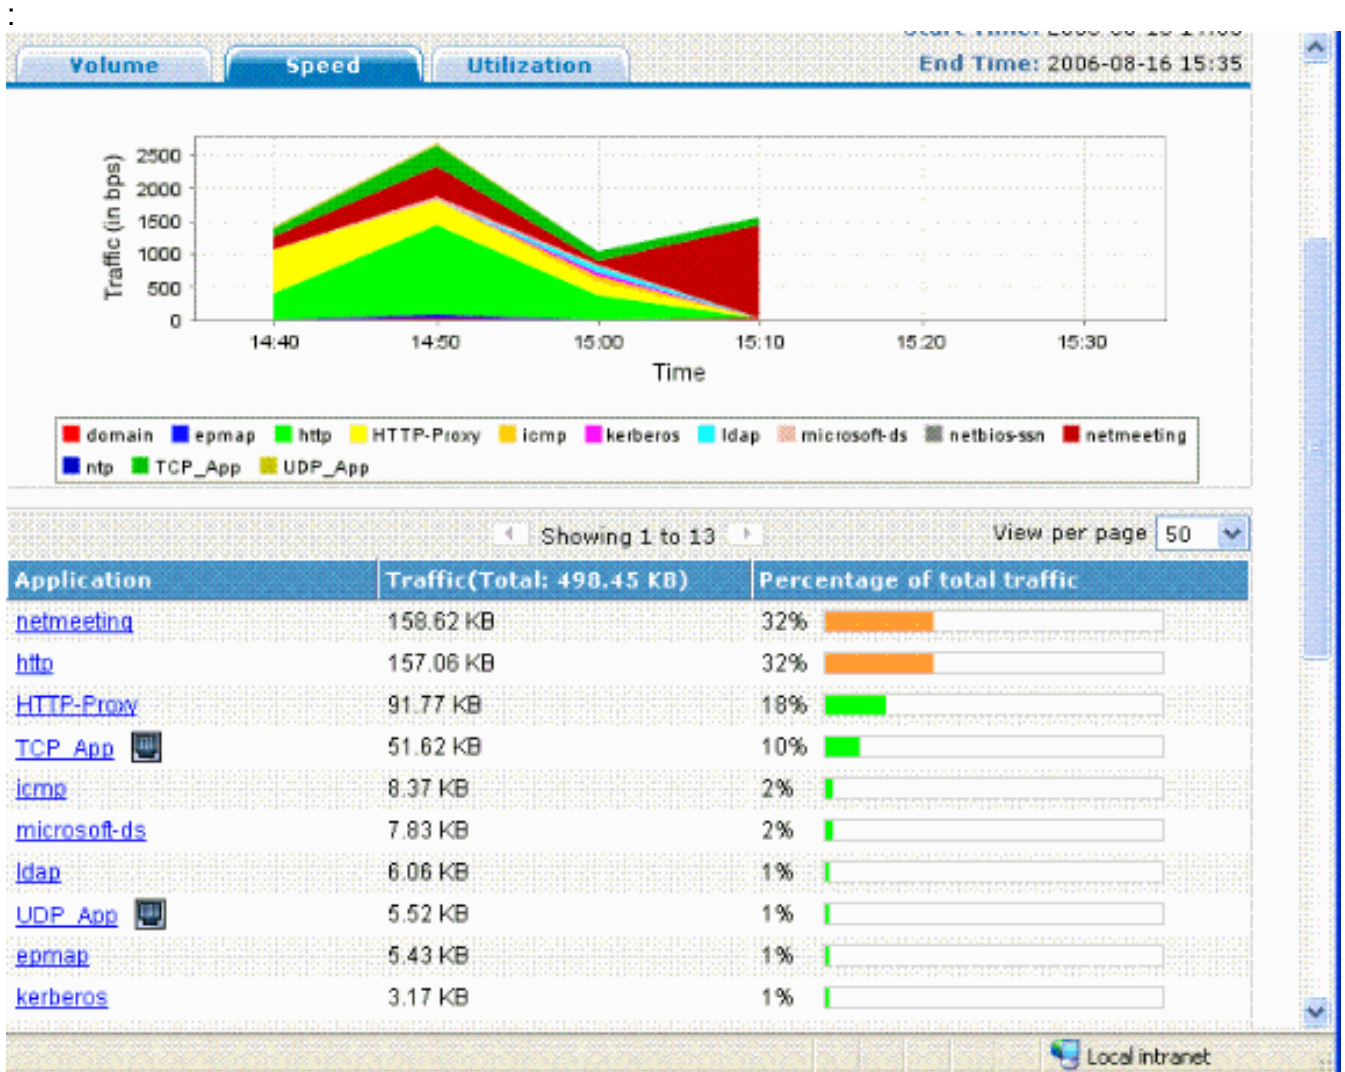 :
End Time: 2006-08-16 15:35
Volume Speed Utilization
Traffic (in bps)
2500
2000
1500
1000
500
0
14:40 14:50 15:00 15:10 15:20 15:30
Time
domain epmap http HTTP-Proxy icmp kerberos ldap microsoft-ds netbios-ssn netmeeting
ntp TCP_App UDP_App
Showing 1 to 13 View per page 50
Application Traffic(Total: 498.45 KB) Percentage of total traffic
netmeeting 158.62 KB 32%
http 157.06 KB 32%
HTTP-Proxy 91.77 KB 18%
TCP_App 51.62 KB 10%
icmp 8.37 KB 2%
microsoft-ds 7.83 KB 2%
ldap 6.06 KB 1%
UDP_App 5.52 KB 1%
epmap 5.43 KB 1%
kerberos 3.17 KB 1%
Local intranet